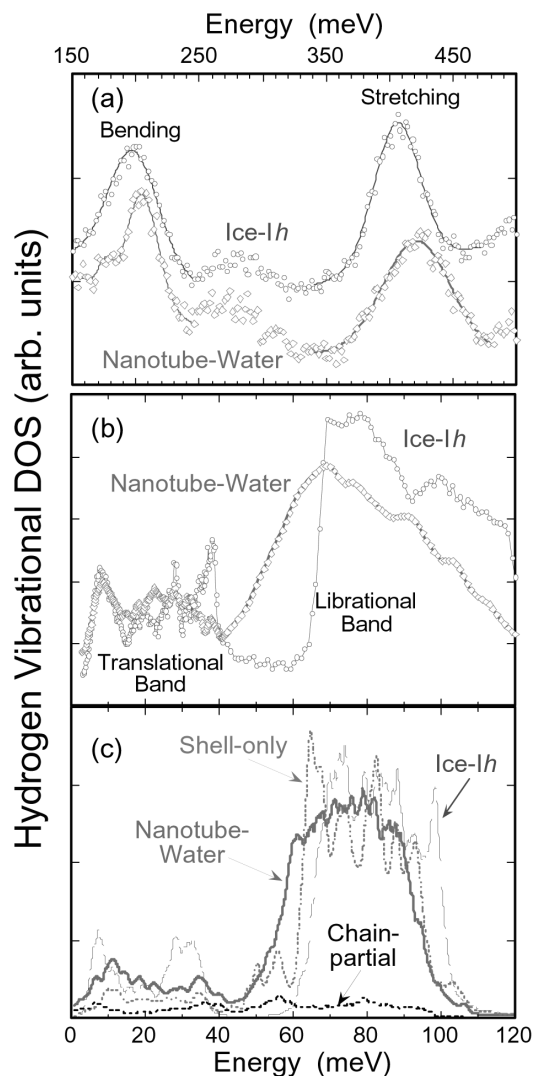 Energy (meV)
150 250 350 450
(a)
Stretching
Bending
Ice-Ih
Nanotube-Water
Hydrogen Vibrational DOS (arb. units)
(b)
Ice-Ih
Nanotube-Water
Librational
Band
Translational
Band
(c)
Shell-only
Ice-Ih
Nanotube-
Water
Chain-
partial
0 20 40 60 80 100 120
Energy (meV)